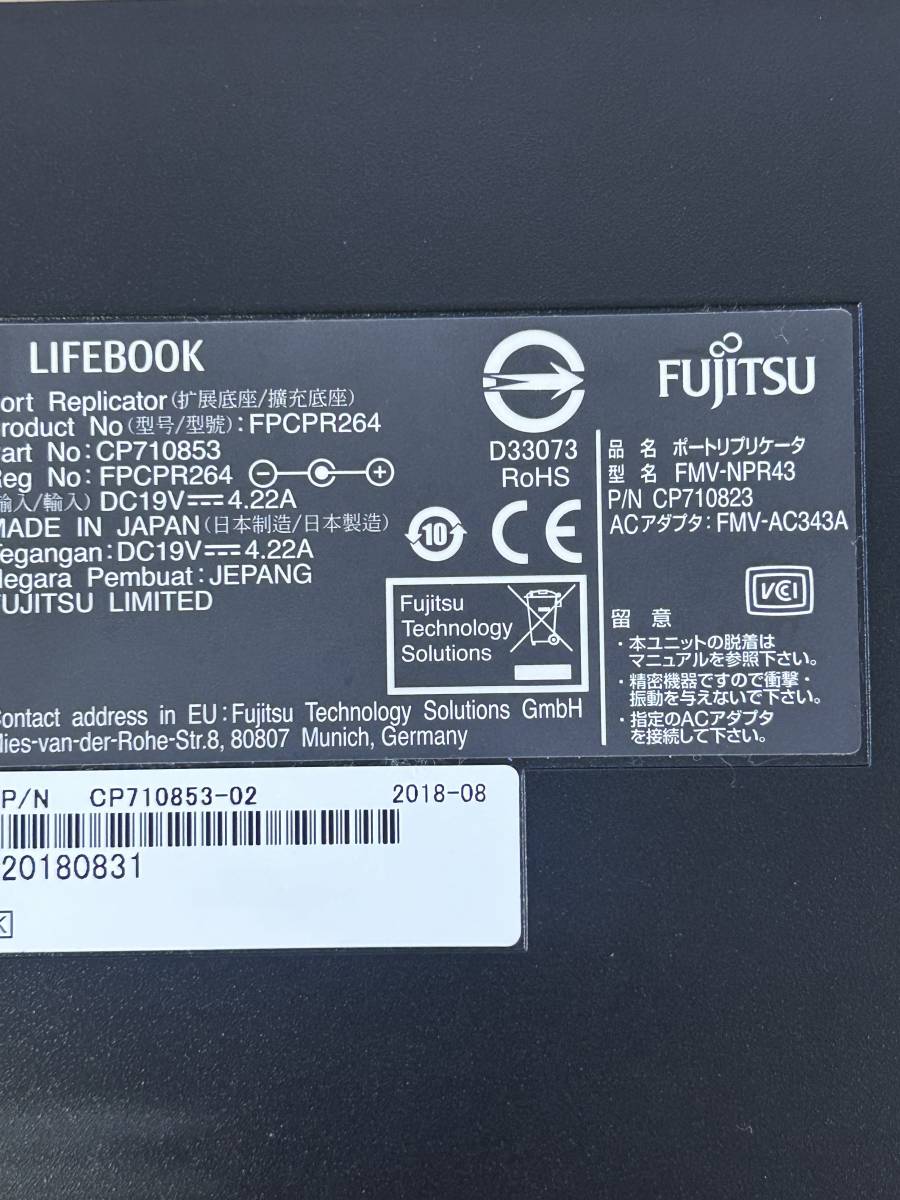 LIFEBOOK
ort Replicator(扩展底座/擴充底座)
roduct No(型号/型號):FPCPR264
art No:CP710853
Reg No: FPCPR264
输入/輸入) DC19V 4.22A
MADE IN JAPAN(日本制造/日本製造)
egangan:DC19V 4.22A
Negara Pembuat:JEPANG
FUJITSU LIMITED
D33073
RoHS
10
CE
Fujitsu
Technology
Solutions
Contact address in EU:Fujitsu Technology Solutions GmbH
Mies-van-der-Rohe-Str.8, 80807 Munich, Germany
FUJITSU
品 名 ポートリプリケータ
型 名 FMV-NPR43
P/N CP710823
ACアダプタ:FMV-AC343A
VCI
留 意
・本ユニットの脱着は
マニュアルを参照下さい。
・精密機器ですので衝撃・
振動を与えないで下さい。
・指定のACアダプタ
を接続して下さい。
P/N CP710853-02 2018-08
20180831
K